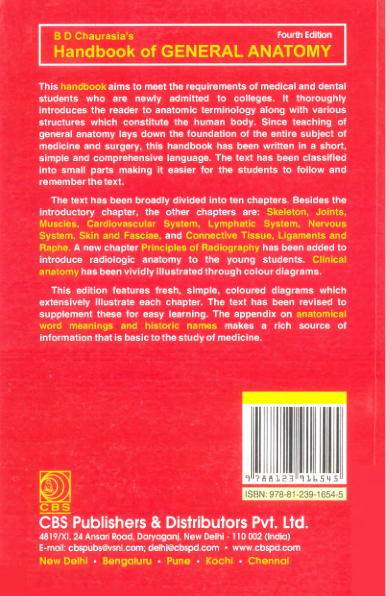 B D Chaurasia's
Fourth Edition
Handbook of GENERAL ANATOMY
This handbook aims to meet the requirements of medical and dental
students who are newly admitted to colleges. It thoroughly
introduces the reader to anatomic terminology along with various
structures which constitute the human body. Since teaching of
general anatomy lays down the foundation of the entire subject of
medicine and surgery, this handbook has been written in a short,
simple and comprehensive language. The text has been classified
into small parts making it easier for the students to follow and
remember the text.
The text has been broadly divided into ten chapters. Besides the
introductory chapter, the other chapters are: Skeleton, Joints,
Muscles, Cardiovascular System, Lymphatic System, Nervous
System, Skin and Fasciae, and Connective Tissue, Ligaments and
Raphe. A new chapter Principles of Radiography has been added to
introduce radiologic anatomy to the young students. Clinical
anatomy has been vividly illustrated through colour diagrams.
This edition features fresh, simple, coloured diagrams which
extensively illustrate each chapter. The text has been revised to
supplement these for easy learning. The appendix on anatomical
word meanings and historic names makes a rich source of
information that is basic to the study of medicine.
9 788123 916545
ISBN: 978-81-239-1654-5
CBS
CBS Publishers & Distributors Pvt. Ltd.
4819/XI, 24 Ansari Road, Daryaganj, New Delhi - 110 002 (India)
E-mail: cbspubs@vsnl.com; delhi@cbspd.com • www.cbspd.com
New Delhi • Bengaluru • Pune • Kochi • Chennai